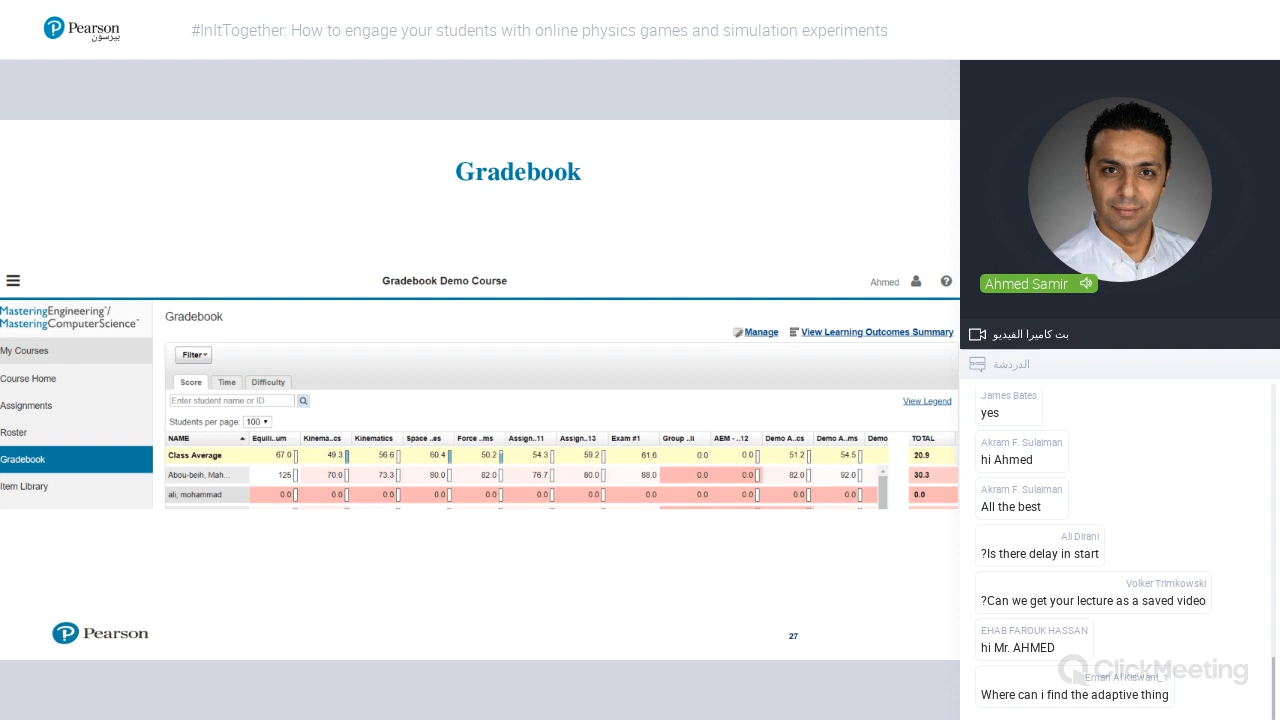 Pearson
بيرسون
#InItTogether: How to engage your students with online physics games and simulation experiments
Gradebook
Gradebook Demo Course
Ahmed
MasteringEngineering™/
MasteringComputerScience™
My Courses
Course Home
Assignments
Roster
Gradebook
Item Library
Gradebook
Manage View Learning Outcomes Summary
Filter
Score Time Difficulty
Enter student name or ID
View Legend
Students per page: 100
NAME Equili..um Kinema..cs Kinematics Space ..es Force ..ms Assign..11 Assign..13 Exam #1 Group ..ii AEM - ..12 Demo A..cs Demo A..ms Demo TOTAL
Class Average 67.0 49.3 56.6 60.4 50.2 54.3 59.2 61.6 0.0 0.0 51.2 54.5 20.9
Abou-beih, Mah... 125 70.0 73.3 80.0 82.0 76.7 80.0 88.0 0.0 0.0 82.0 92.0 30.3
ali, mohammad 0.0 0.0 0.0 0.0 0.0 0.0 0.0 0.0 0.0 0.0 0.0 0.0 0.0
Pearson
27
Ahmed Samir
بث كاميرا الفيديو
الدردشة
James Bates
yes
Akram F. Sulaiman
hi Ahmed
Akram F. Sulaiman
All the best
Ali Dirani
?Is there delay in start
Volker Trimkowski
?Can we get your lecture as a saved video
EHAB FAROUK HASSAN
hi Mr. AHMED
Eman Al Kiswani_1
Where can i find the adaptive thing
ClickMeeting